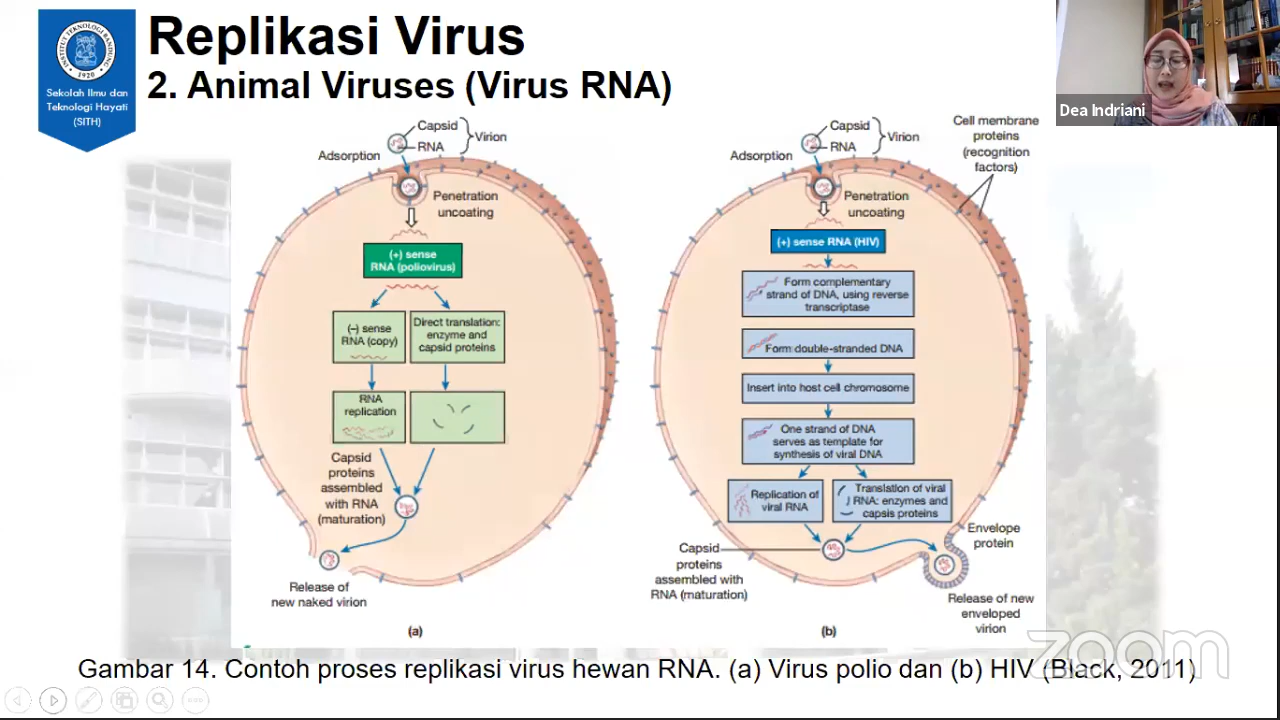 Replikasi Virus
2. Animal Viruses (Virus RNA)
INSTITUT TEKNOLOGI BANDUNG
1920
Sekolah Ilmu dan
Teknologi Hayati
(SITH)
Dea Indriani
Capsid
RNA
Virion
Adsorption
Penetration
uncoating
(+) sense
RNA (poliovirus)
(–) sense
RNA (copy)
Direct translation:
enzyme and
capsid proteins
RNA
replication
Capsid
proteins
assembled
with RNA
(maturation)
Release of
new naked virion
(a)
Capsid
RNA
Virion
Adsorption
Cell membrane
proteins
(recognition
factors)
Penetration
uncoating
(+) sense RNA (HIV)
Form complementary
strand of DNA, using reverse
transcriptase
Form double-stranded DNA
Insert into host cell chromosome
One strand of DNA
serves as template for
synthesis of viral DNA
Replication of
viral RNA
Translation of viral
RNA: enzymes and
capsis proteins
Capsid
proteins
assembled with
RNA (maturation)
Envelope
protein
Release of new
enveloped
virion
(b)
zoom
Gambar 14. Contoh proses replikasi virus hewan RNA. (a) Virus polio dan (b) HIV (Black, 2011)